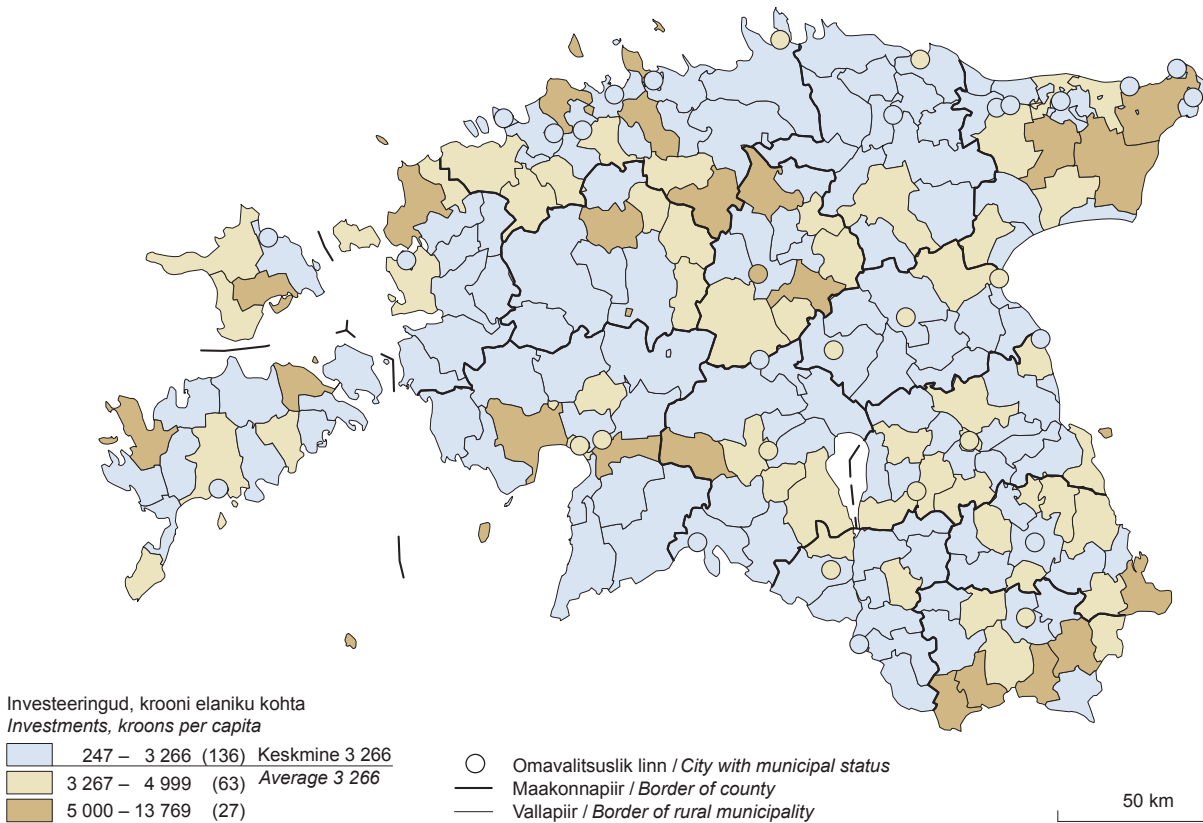 Investeeringud, krooni elaniku kohta
Investments, kroons per capita
247 – 3 266 (136) Keskmine 3 266
Average 3 266
3 267 – 4 999 (63)
5 000 – 13 769 (27)
Omavalitsuslik linn / City with municipal status
Maakonnapiir / Border of county
Vallapiir / Border of rural municipality
50 km